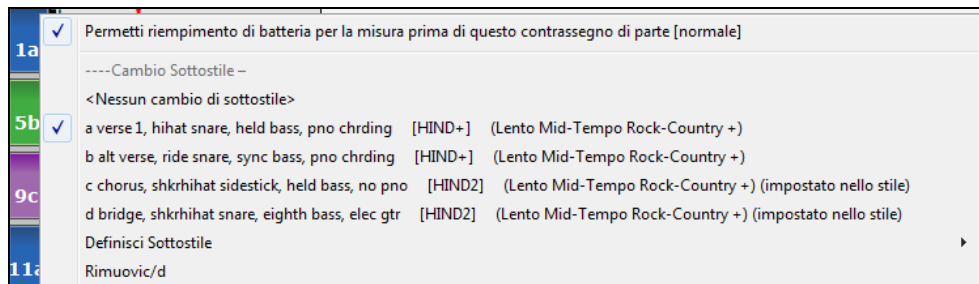 Permetti riempimento di batteria per la misura prima di questo contrassegno di parte [normale]
1a
----Cambio Sottostile –
<Nessun cambio di sottostile>
5b
a verse 1, hihat snare, held bass, pno chrding [HIND+] (Lento Mid-Tempo Rock-Country +)
b alt verse, ride snare, sync bass, pno chrding [HIND+] (Lento Mid-Tempo Rock-Country +)
9c
c chorus, shkrhihat sidestick, held bass, no pno [HIND2] (Lento Mid-Tempo Rock-Country +) (impostato nello stile)
d bridge, shkrhihat snare, eighth bass, elec gtr [HIND2] (Lento Mid-Tempo Rock-Country +) (impostato nello stile)
Definisci Sottostile
11a
Rimuovic/d